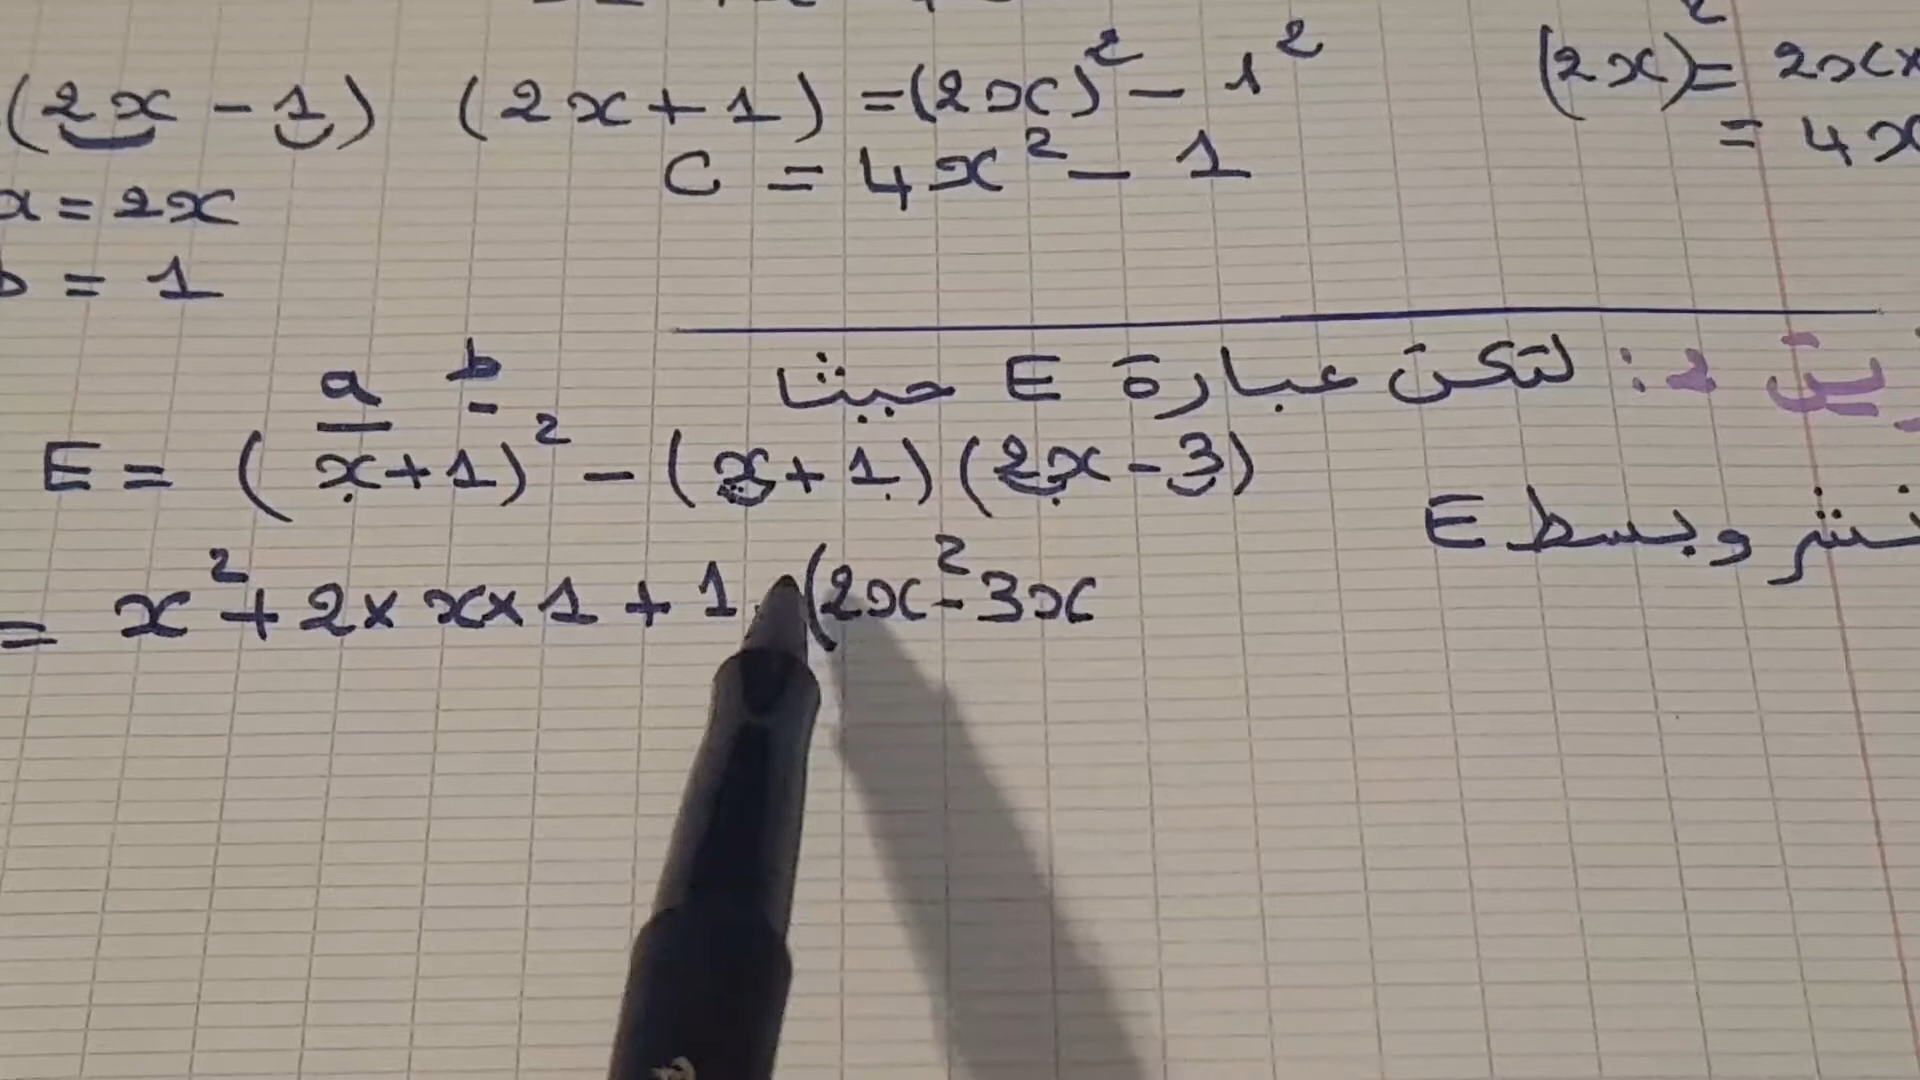 (2x - 1) (2x + 1) = (2x)² - 1²
(2x)² = 2x×
C = 4x² - 1
= 4x
a = 2x
b = 1
2 : لتكن عبارة E حيث
a b
E = (x + 1)² - (x + 1)(2x - 3)
نشر وبسط E
= x² + 2 × x × 1 + 1 (2x² - 3x